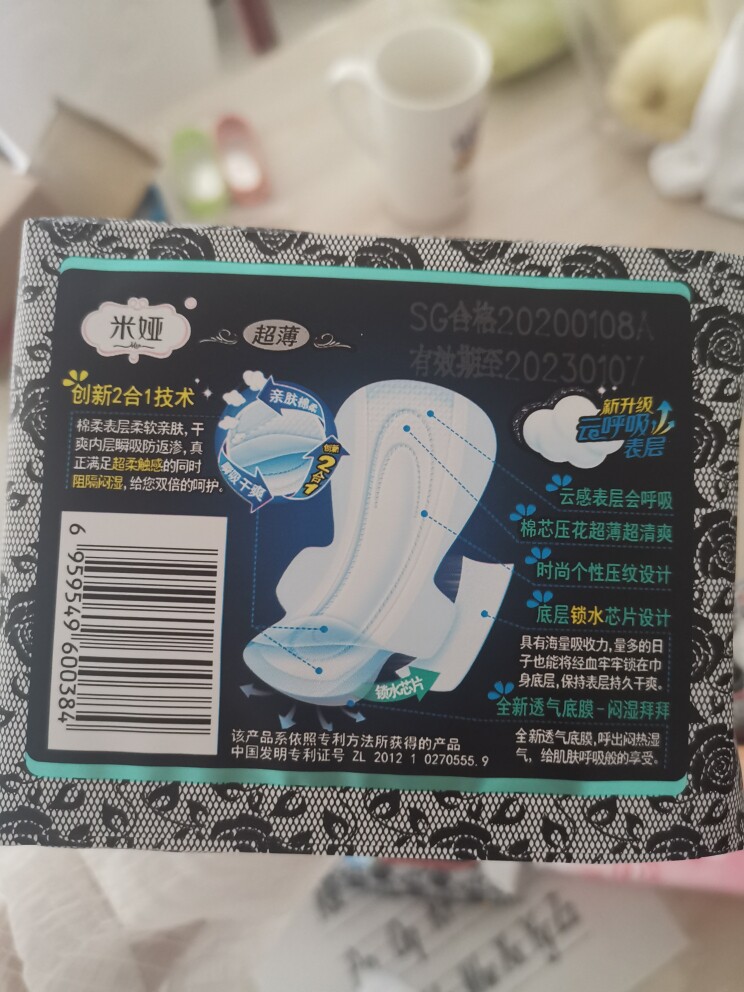 SG合格20200108A
有效期至20230107
米娅
超薄
创新2合1技术
棉柔表层柔软亲肤,干
爽内层瞬吸防返渗,真
正满足超柔触感的同时
阻隔闷湿,给您双倍的呵护。
亲肤棉柔
创新
2合1
瞬吸干爽
新升级
云呼吸
表层
云感表层会呼吸
棉芯压花超薄超清爽
时尚个性压纹设计
底层锁水芯片设计
具有海量吸收力,量多的日
子也能将经血牢牢锁在巾
身底层,保持表层持久干爽。
锁水芯片
全新透气底膜-闷湿拜拜
全新透气底膜,呼出闷热湿
气,给肌肤呼吸般的享受。
6 959549 600384
该产品系依照专利方法所获得的产品
中国发明专利证号 ZL 2012 1 0270555.9